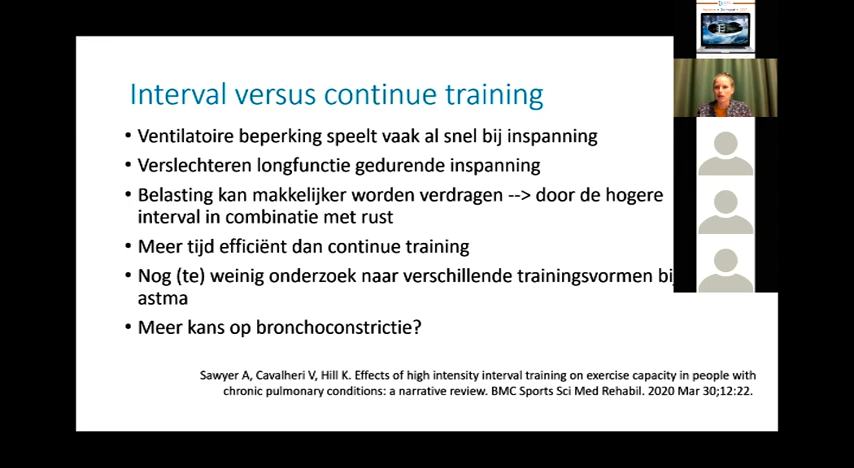 Interval versus continue training
• Ventilatoire beperking speelt vaak al snel bij inspanning
• Verslechteren longfunctie gedurende inspanning
• Belasting kan makkelijker worden verdragen --> door de hogere
interval in combinatie met rust
• Meer tijd efficiënt dan continue training
• Nog (te) weinig onderzoek naar verschillende trainingsvormen bij
astma
• Meer kans op bronchoconstrictie?
Sawyer A, Cavalheri V, Hill K. Effects of high intensity interval training on exercise capacity in people with
chronic pulmonary conditions: a narrative review. BMC Sports Sci Med Rehabil. 2020 Mar 30;12:22.